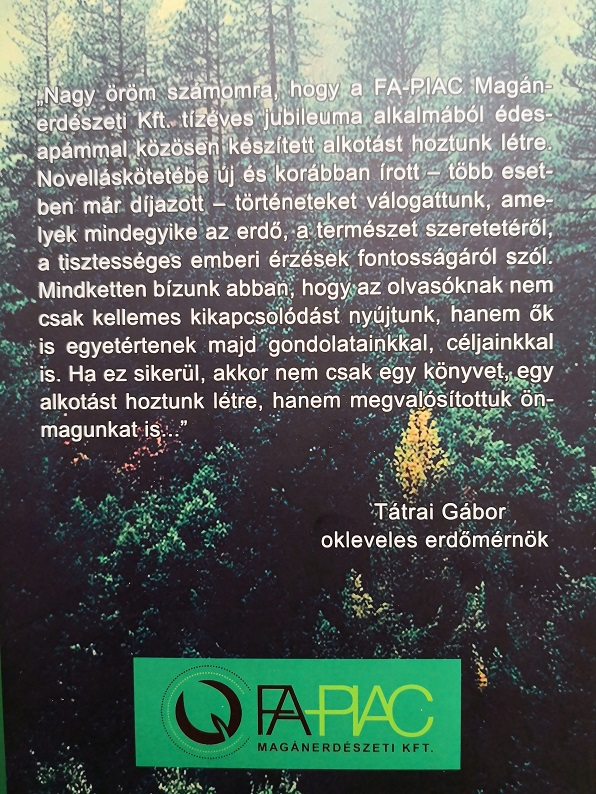 „Nagy öröm számomra, hogy a FA-PIAC Magán-
erdészeti Kft. tízéves jubileuma alkalmából édes-
apámmal közösen készített alkotást hoztunk létre.
Novelláskötetébe új és korábban írott – több eset-
ben már díjazott – történeteket válogattunk, ame-
lyek mindegyike az erdő, a természet szeretetéről,
a tisztességes emberi érzések fontosságáról szól.
Mindketten bízunk abban, hogy az olvasóknak nem
csak kellemes kikapcsolódást nyújtunk, hanem ők
is egyetértenek majd gondolatainkkal, céljainkkal
is. Ha ez sikerül, akkor nem csak egy könyvet, egy
alkotást hoztunk létre, hanem megvalósítottuk ön-
magunkat is...”
Tátrai Gábor
okleveles erdőmérnök
FA-PIAC
MAGÁNERDÉSZETI KFT.